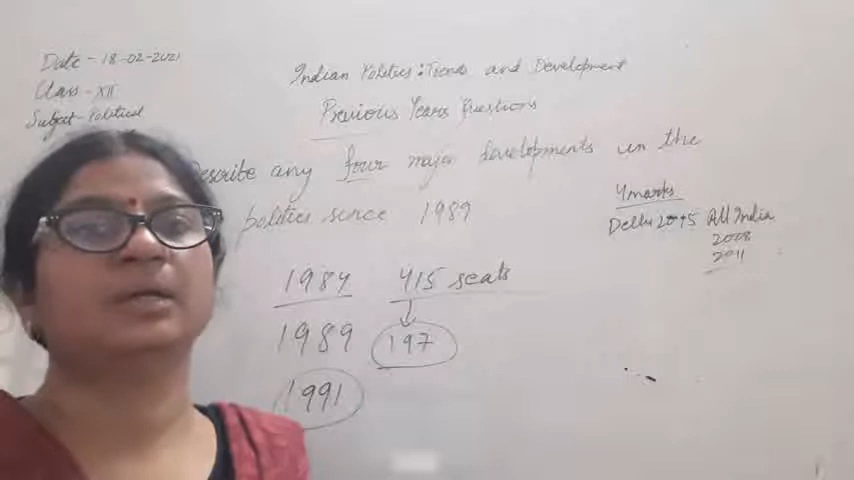 Date - 18-02-2021
Class - XII
Subject - Political
Indian Politics : Trends and Development
Previous Years Questions
Describe any four major developments in the
politics since 1989
4 marks
Delhi 2015 All India
2008
2011
1984 415 seats
1989 197
1991